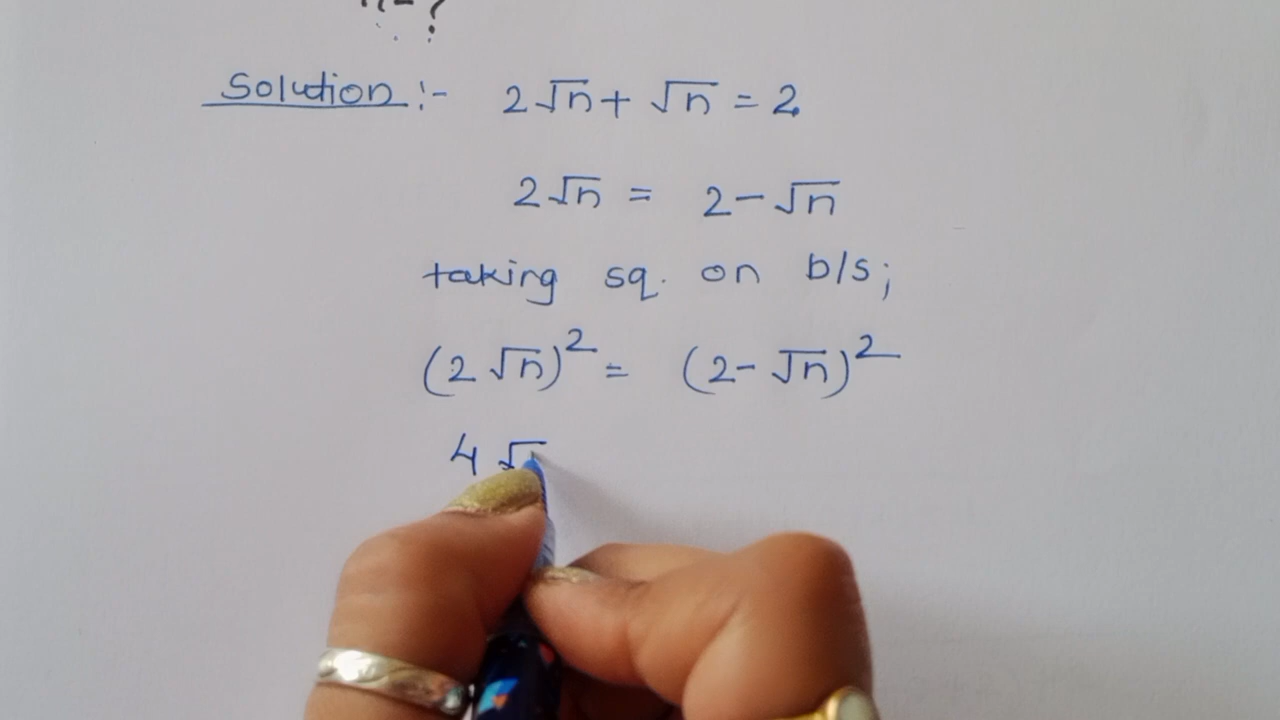 Solution :- 2√n + √n = 2
2√n = 2 - √n
taking sq. on b/s;
(2√n)² = (2 - √n)²
4√